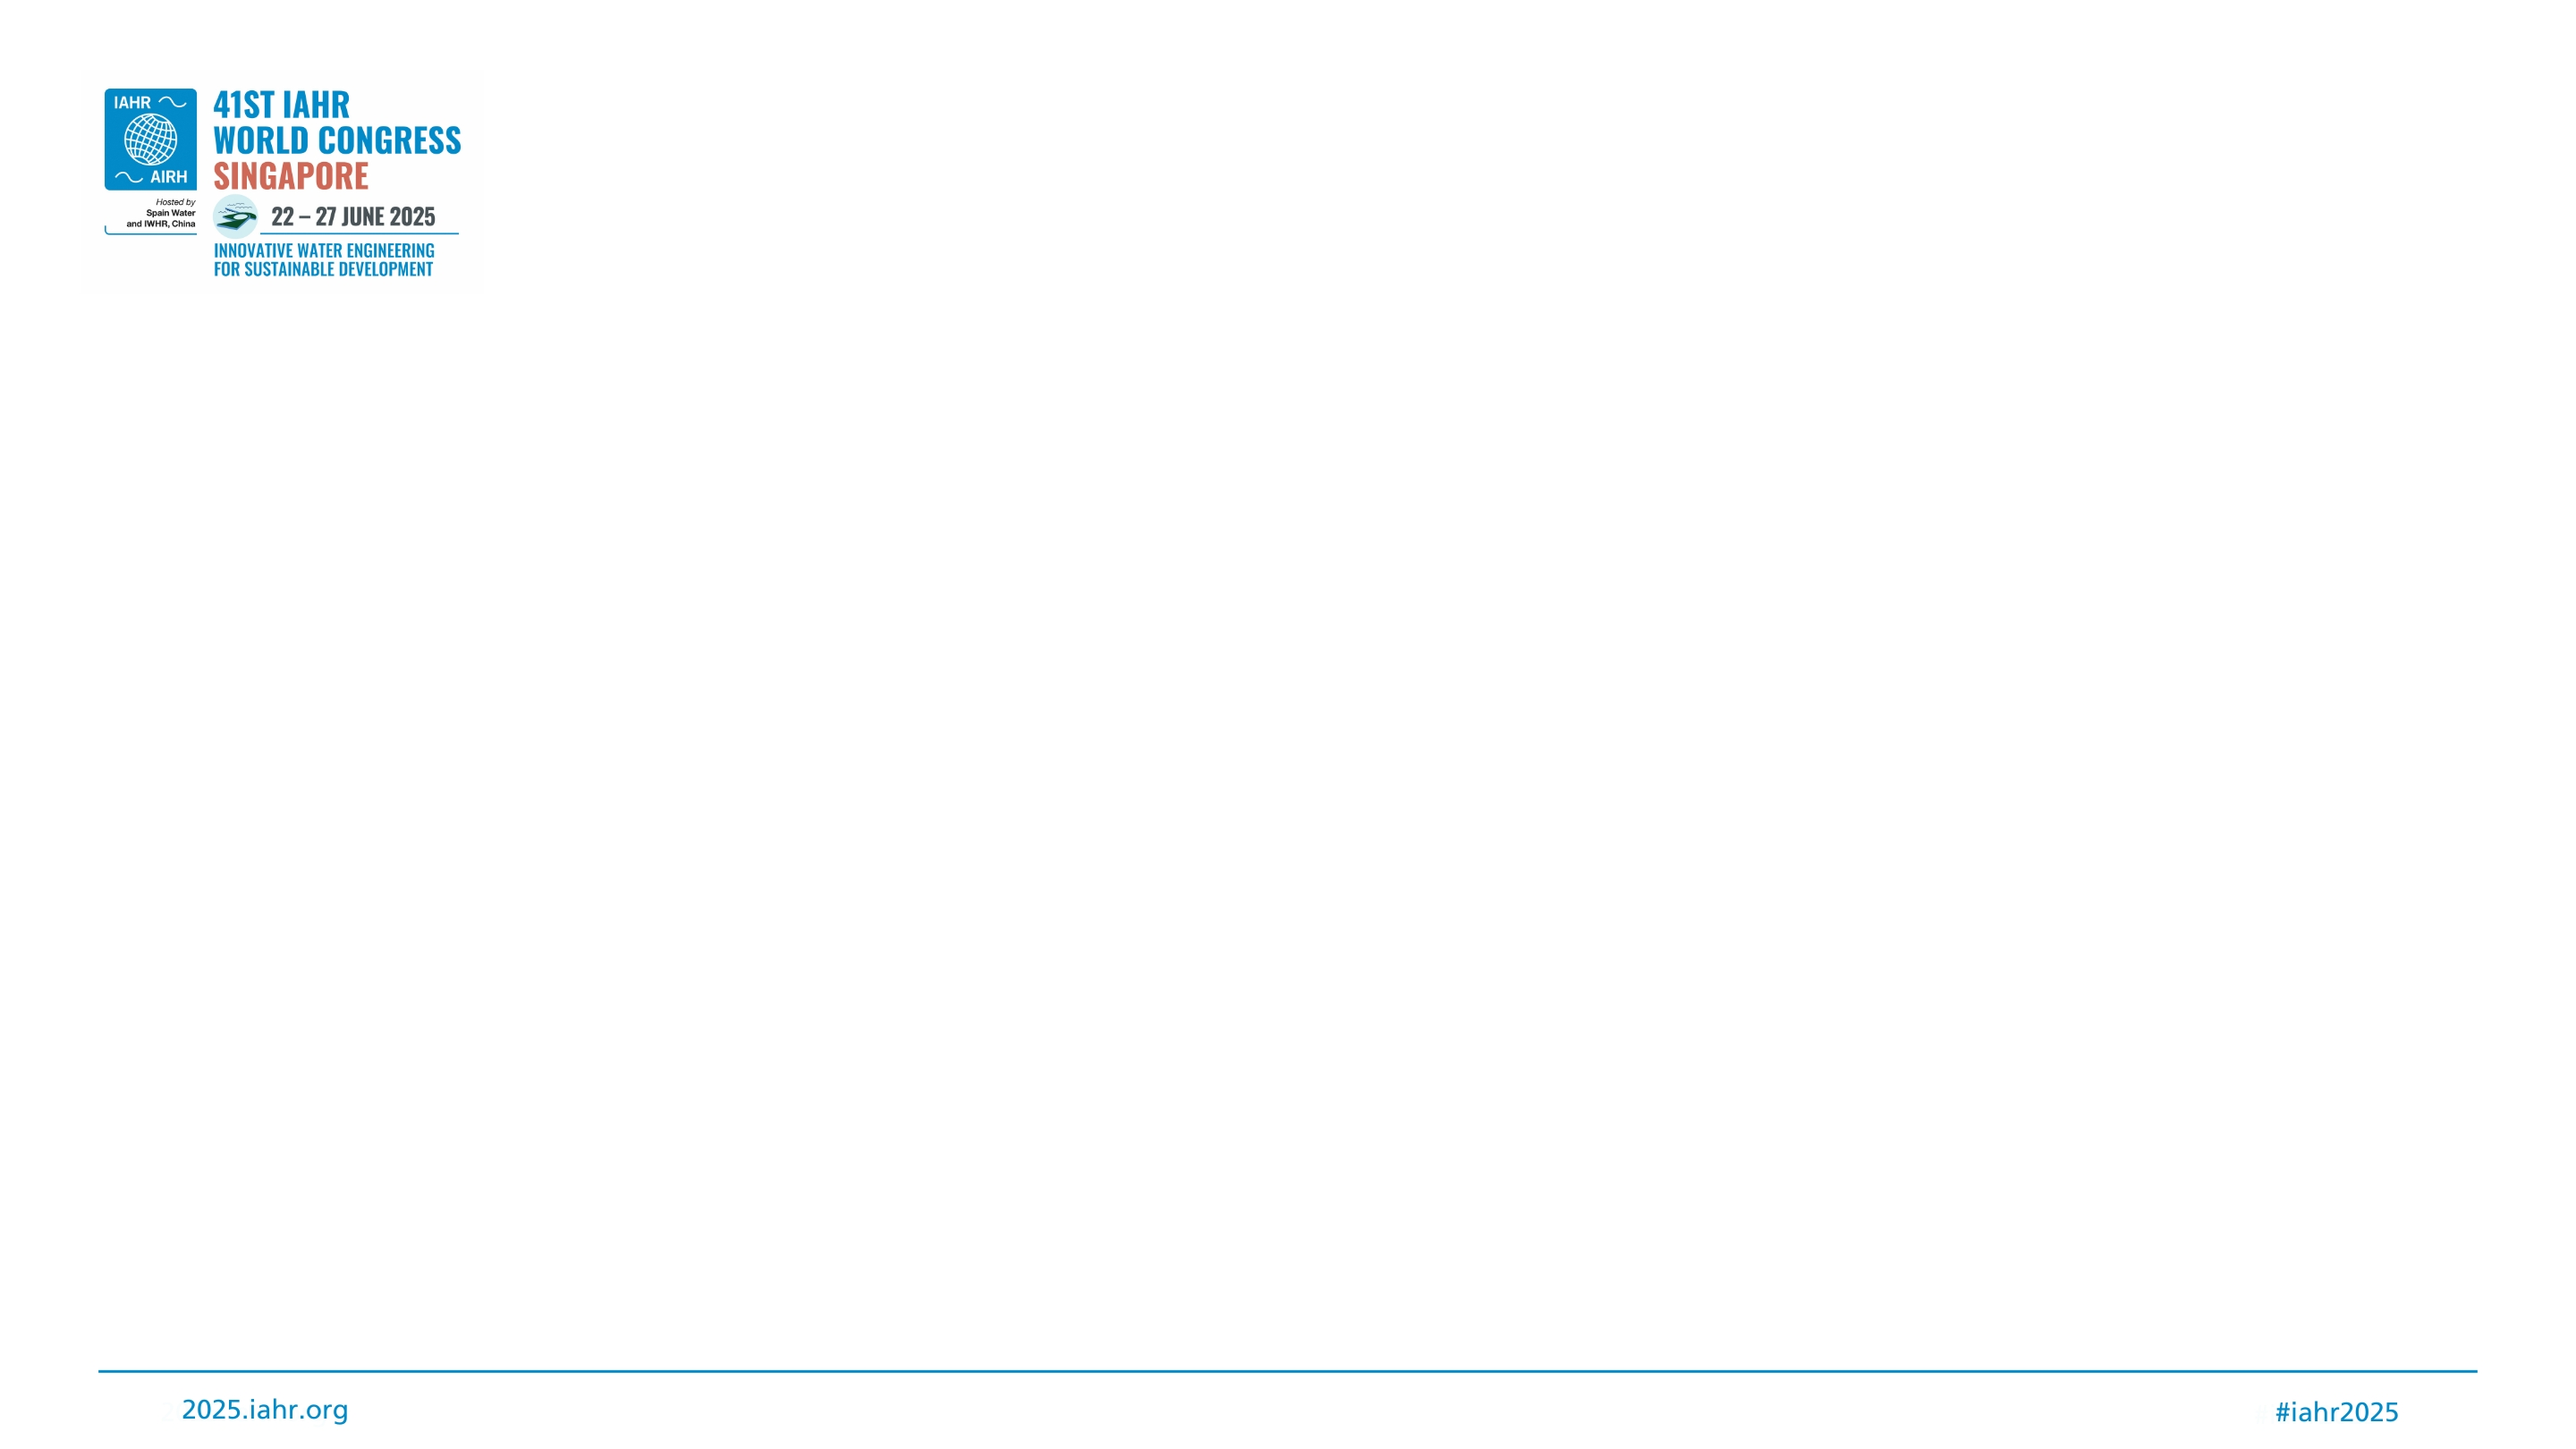 IAHR
AIRH
Hosted by
Spain Water
and IWHR, China
41ST IAHR
WORLD CONGRESS
SINGAPORE
22 – 27 JUNE 2025
INNOVATIVE WATER ENGINEERING
FOR SUSTAINABLE DEVELOPMENT
2025.iahr.org
#iahr2025